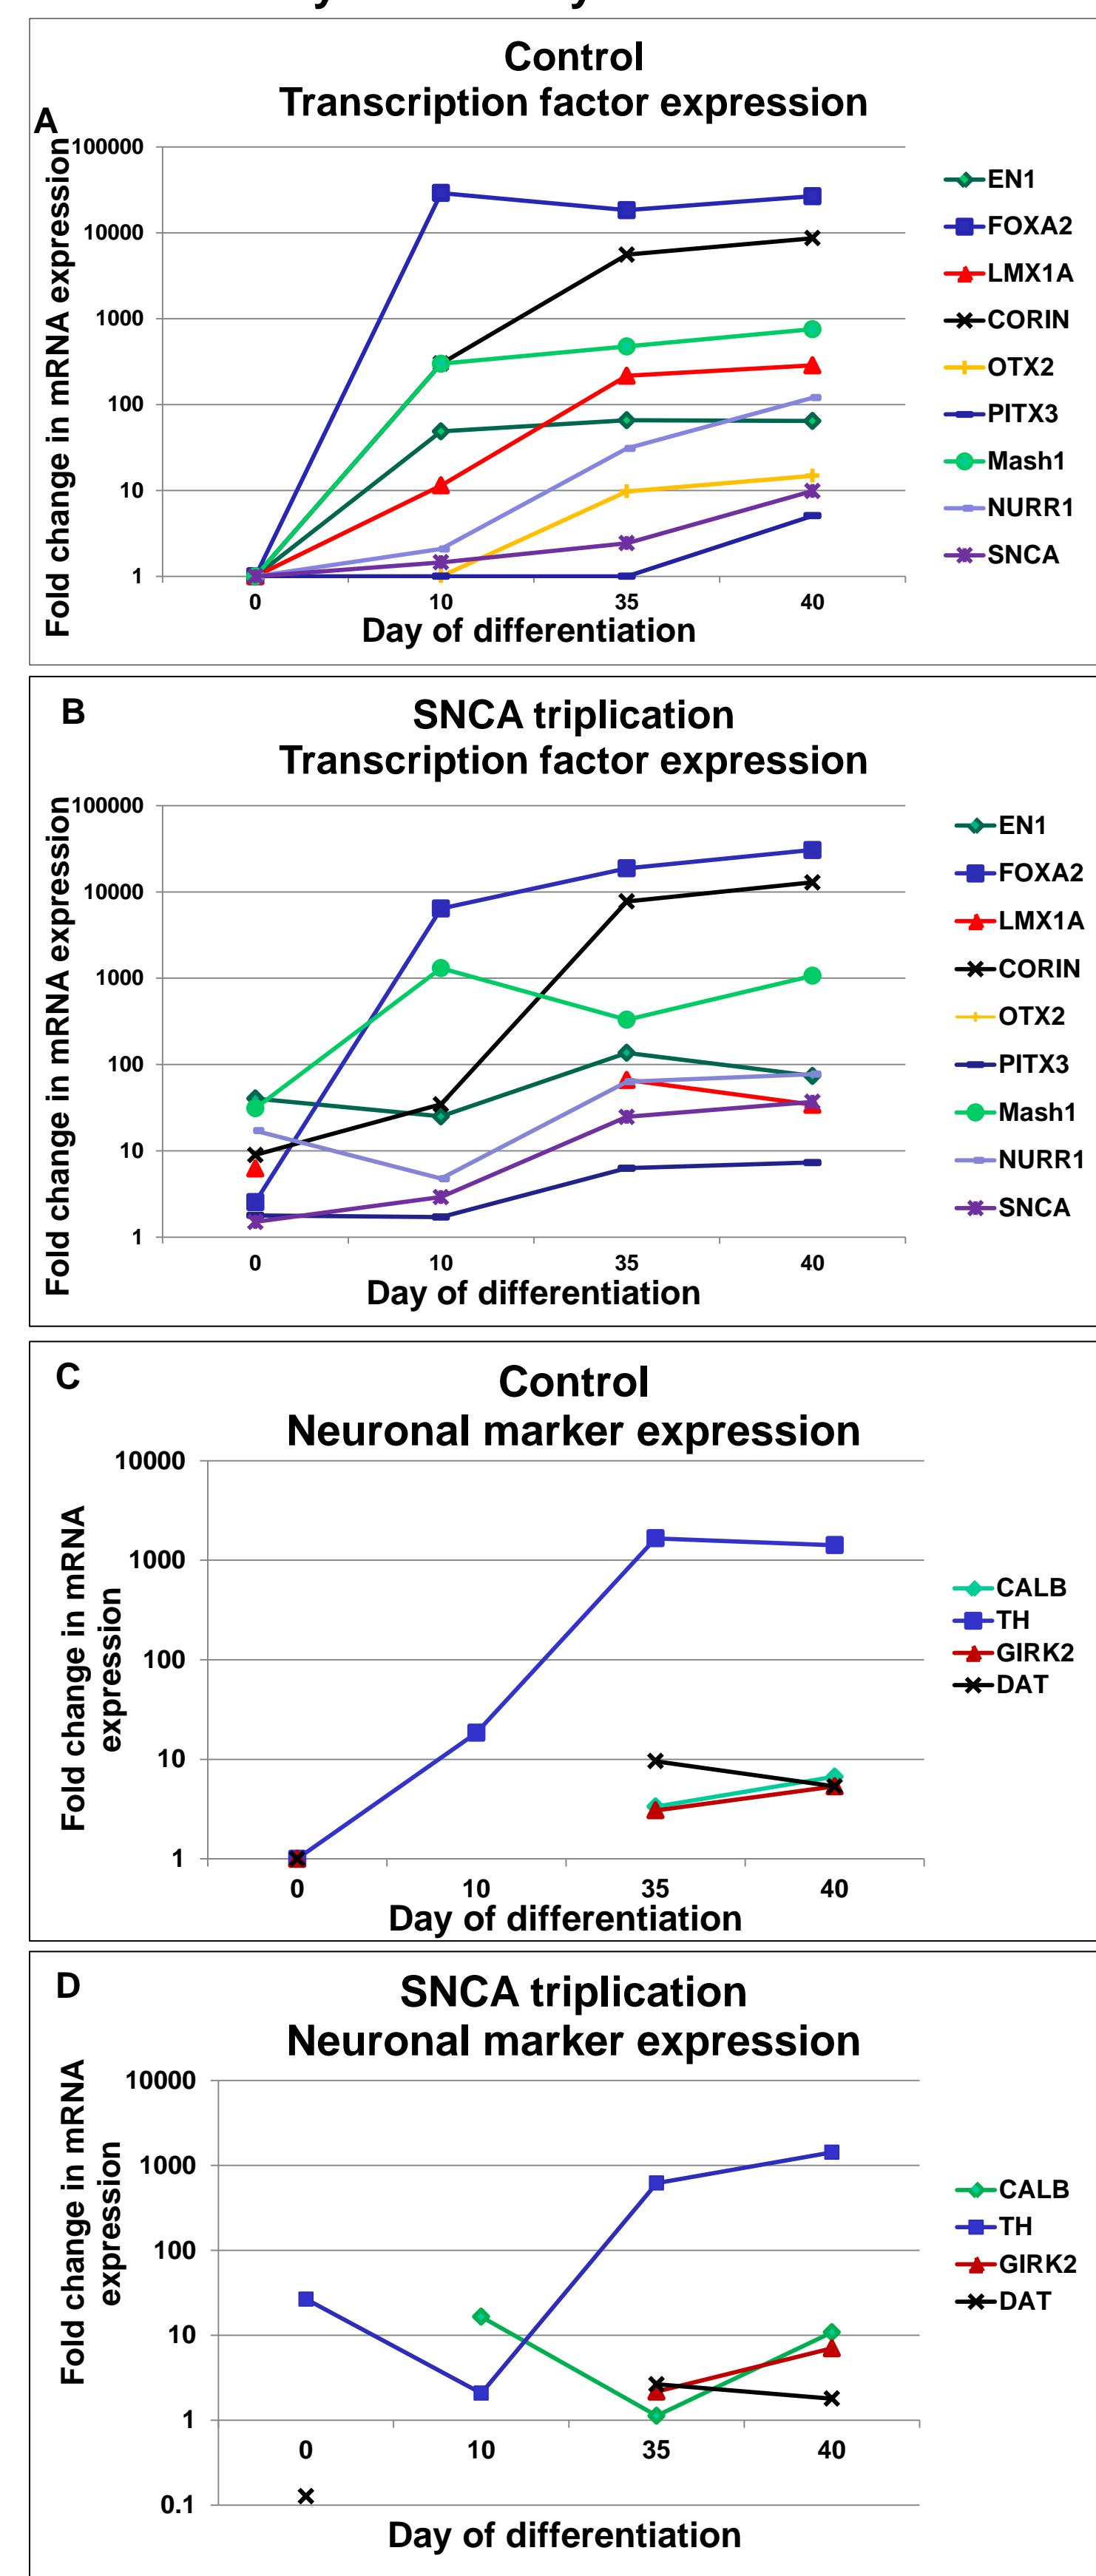 Control
Transcription factor expression
A
Fold change in mRNA expression
100000
10000
1000
100
10
1
0 10 35 40
Day of differentiation
EN1
FOXA2
LMX1A
CORIN
OTX2
PITX3
Mash1
NURR1
SNCA
B
SNCA triplication
Transcription factor expression
Fold change in mRNA expression
100000
10000
1000
100
10
1
0 10 35 40
Day of differentiation
EN1
FOXA2
LMX1A
CORIN
OTX2
PITX3
Mash1
NURR1
SNCA
C
Control
Neuronal marker expression
Fold change in mRNA
expression
10000
1000
100
10
1
0 10 35 40
Day of differentiation
CALB
TH
GIRK2
DAT
D
SNCA triplication
Neuronal marker expression
Fold change in mRNA
expression
10000
1000
100
10
1
0.1
0 10 35 40
Day of differentiation
CALB
TH
GIRK2
DAT